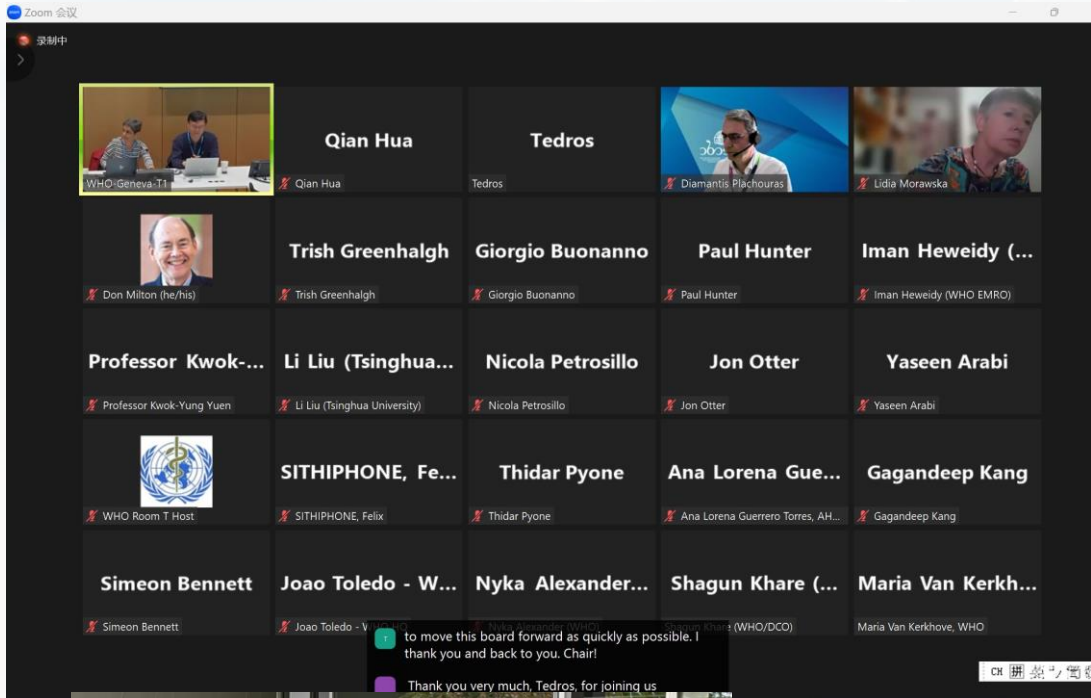 Zoom 会议
录制中
WHO-Geneva-T1
Qian Hua
Qian Hua
Tedros
Tedros
Diamantis Plachouras
Lidia Morawska
Don Milton (he/his)
Trish Greenhalgh
Trish Greenhalgh
Giorgio Buonanno
Giorgio Buonanno
Paul Hunter
Paul Hunter
Iman Heweidy (...
Iman Heweidy (WHO EMRO)
Professor Kwok-...
Professor Kwok-Yung Yuen
Li Liu (Tsinghua...
Li Liu (Tsinghua University)
Nicola Petrosillo
Nicola Petrosillo
Jon Otter
Jon Otter
Yaseen Arabi
Yaseen Arabi
WHO Room T Host
SITHIPHONE, Fe...
SITHIPHONE, Felix
Thidar Pyone
Thidar Pyone
Ana Lorena Gue...
Ana Lorena Guerrero Torres, AH...
Gagandeep Kang
Gagandeep Kang
Simeon Bennett
Simeon Bennett
Joao Toledo - W...
Joao Toledo - WHO HQ
Nyka Alexander...
Nyka Alexander (WHO)
Shagun Khare (...
Shagun Khare (WHO/DCO)
Maria Van Kerkh...
Maria Van Kerkhove, WHO
T
to move this board forward as quickly as possible. I
thank you and back to you. Chair!
Thank you very much, Tedros, for joining us
CH 拼 英